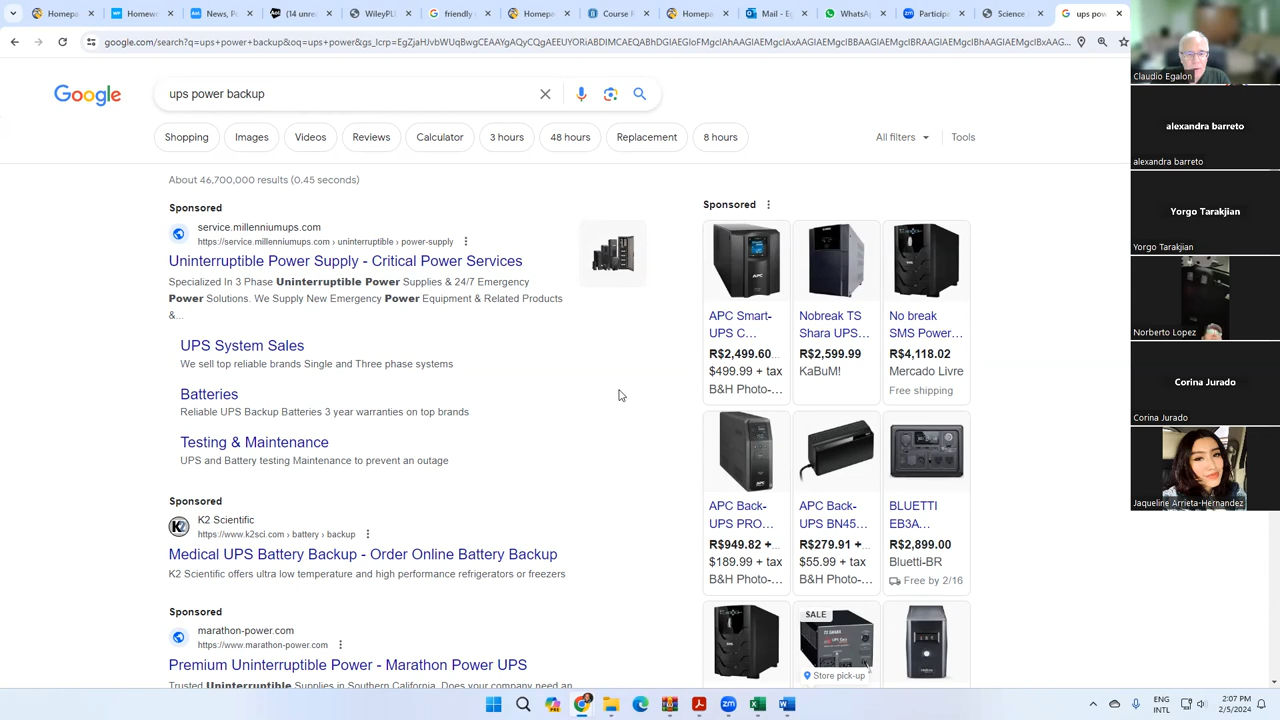 Homep
WP Homep
(14 unre
WileyPL
friendly
Homepa
Course
Homep
Mail - Eg
WhatsA
Participa
Science
ups pow
google.com/search?q=ups+power+backup&oq=ups+power&gs_lcrp=
Google
ups power backup
Shopping
Images
Videos
Reviews
Calculator
3 hours
48 hours
Replacement
8 hours
All filters
Tools
About 46,700,000 results (0.45 seconds)
Sponsored
service.millenniumups.com
https://service.millenniumups.com › uninterruptible › power-supply
Uninterruptible Power Supply - Critical Power Services
Specialized In 3 Phase Uninterruptible Power Supplies & 24/7 Emergency
Power Solutions. We Supply New Emergency Power Equipment & Related Products
&...
UPS System Sales
We sell top reliable brands Single and Three phase systems
Batteries
Reliable UPS Backup Batteries 3 year warranties on top brands
Testing & Maintenance
UPS and Battery testing Maintenance to prevent an outage
Sponsored
K2 Scientific
https://www.k2sci.com › battery › backup
Medical UPS Battery Backup - Order Online Battery Backup
K2 Scientific offers ultra low temperature and high performance refrigerators or freezers
Sponsored
marathon-power.com
https://www.marathon-power.com
Premium Uninterruptible Power - Marathon Power UPS
Trusted Uninterruptible Supplies in Southern California. Does your company need an
Sponsored
APC Smart-
UPS C...
R$2,499.60...
$499.99 + tax
B&H Photo-...
Nobreak TS
Shara UPS...
R$2,599.99
KaBuM!
No break
SMS Power...
R$4,118.02
Mercado Livre
Free shipping
APC Back-
UPS PRO...
R$949.82 +...
$189.99 + tax
B&H Photo-...
APC Back-
UPS BN45...
R$279.91 +...
$55.99 + tax
B&H Photo-...
BLUETTI
EB3A...
R$2,899.00
Bluetti-BR
Free by 2/16
SALE
Store pick-up
Claudio Egalon
alexandra barreto
alexandra barreto
Yorgo Tarakjian
Yorgo Tarakjian
Norberto Lopez
Corina Jurado
Corina Jurado
Jaqueline Arrieta-Hernandez
ENG
INTL
2:07 PM
2/5/2024